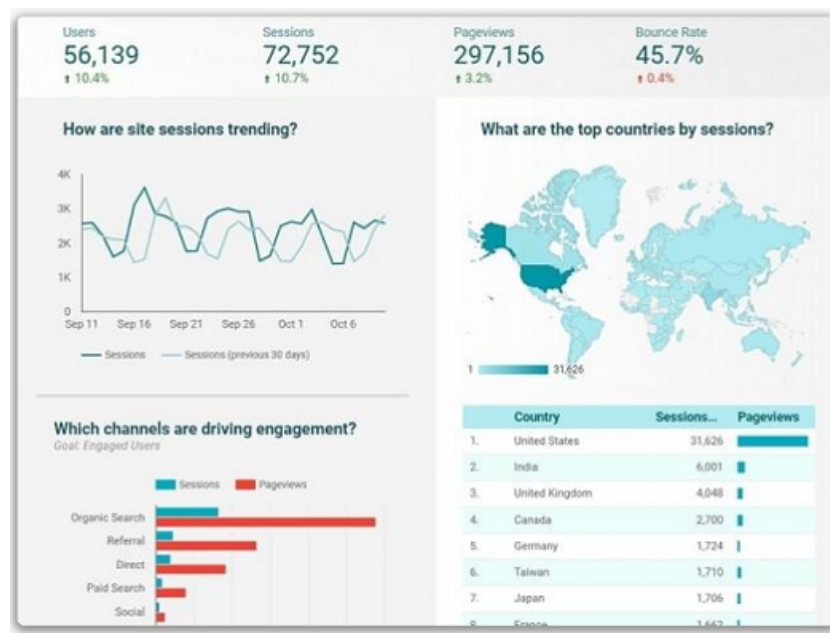 Users
56,139
10.4%
Sessions
72,752
10.7%
Pageviews
297,156
3.2%
Bounce Rate
45.7%
0.4%
How are site sessions trending?
4K
3K
2K
1K
0
Sep 11 Sep 16 Sep 21 Sep 26 Oct 1 Oct 6
Sessions Sessions (previous 30 days)
What are the top countries by sessions?
1 31,626
Which channels are driving engagement?
Goal: Engaged Users
Sessions Pageviews
Organic Search
Referral
Direct
Paid Search
Social
Country Sessions... Pageviews
1. United States 31,626
2. India 6,001
3. United Kingdom 4,048
4. Canada 2,700
5. Germany 1,724
6. Taiwan 1,710
7. Japan 1,706
8. France 1,662